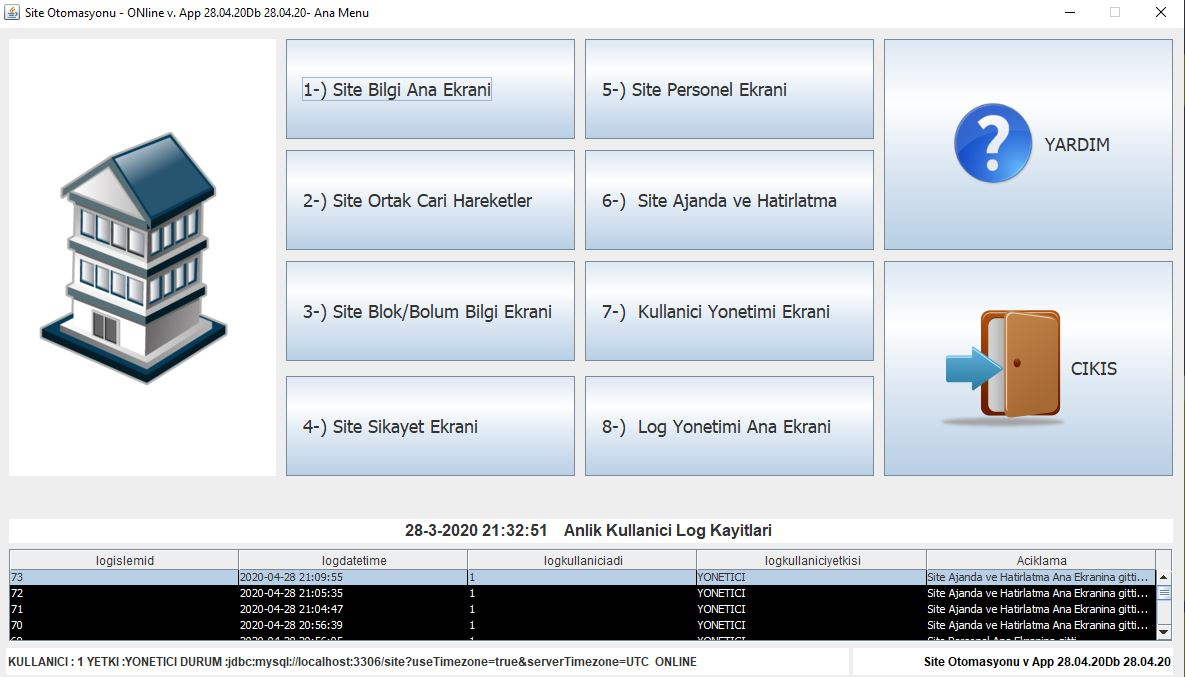 Site Otomasyonu - ONline v. App 28.04.20Db 28.04.20- Ana Menu
1-) Site Bilgi Ana Ekrani
5-) Site Personel Ekrani
YARDIM
2-) Site Ortak Cari Hareketler
6-) Site Ajanda ve Hatirlatma
3-) Site Blok/Bolum Bilgi Ekrani
7-) Kullanici Yonetimi Ekrani
CIKIS
4-) Site Sikayet Ekrani
8-) Log Yonetimi Ana Ekrani
28-3-2020 21:32:51 Anlik Kullanici Log Kayitlari
logislemid logdatetime logkullaniciadi logkullaniciyetkisi Aciklama
73 2020-04-28 21:09:55 1 YONETICI Site Ajanda ve Hatirlatma Ana Ekranina gitti...
72 2020-04-28 21:05:35 1 YONETICI Site Ajanda ve Hatirlatma Ana Ekranina gitti...
71 2020-04-28 21:04:47 1 YONETICI Site Ajanda ve Hatirlatma Ana Ekranina gitti...
70 2020-04-28 20:56:39 1 YONETICI Site Ajanda ve Hatirlatma Ana Ekranina gitti...
KULLANICI : 1 YETKI :YONETICI DURUM :jdbc:mysql://localhost:3306/site?useTimezone=true&serverTimezone=UTC ONLINE
Site Otomasyonu v App 28.04.20Db 28.04.20